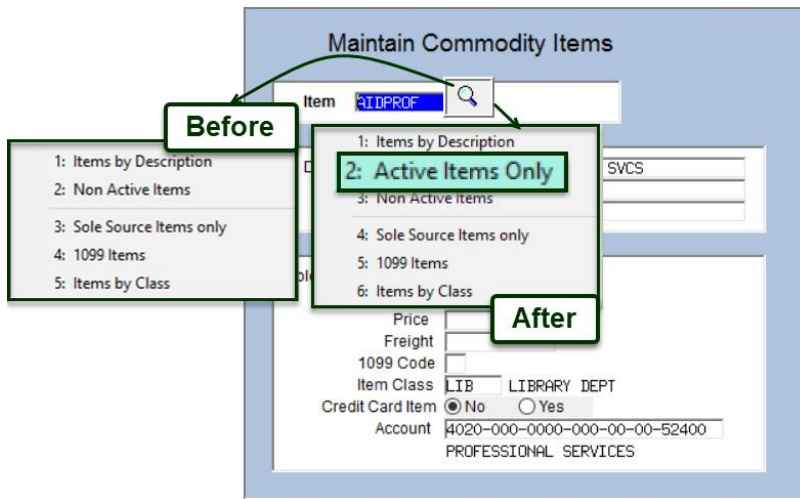 Maintain Commodity Items
Item AIDPROF
Before
1: Items by Description
2: Non Active Items
3: Sole Source Items only
4: 1099 Items
5: Items by Class
1: Items by Description
2: Active Items Only
3: Non Active Items
4: Sole Source Items only
5: 1099 Items
6: Items by Class
After
SVCS
Price
Freight
1099 Code
Item Class LIB LIBRARY DEPT
Credit Card Item No Yes
Account 4020-000-0000-000-00-00-52400
PROFESSIONAL SERVICES